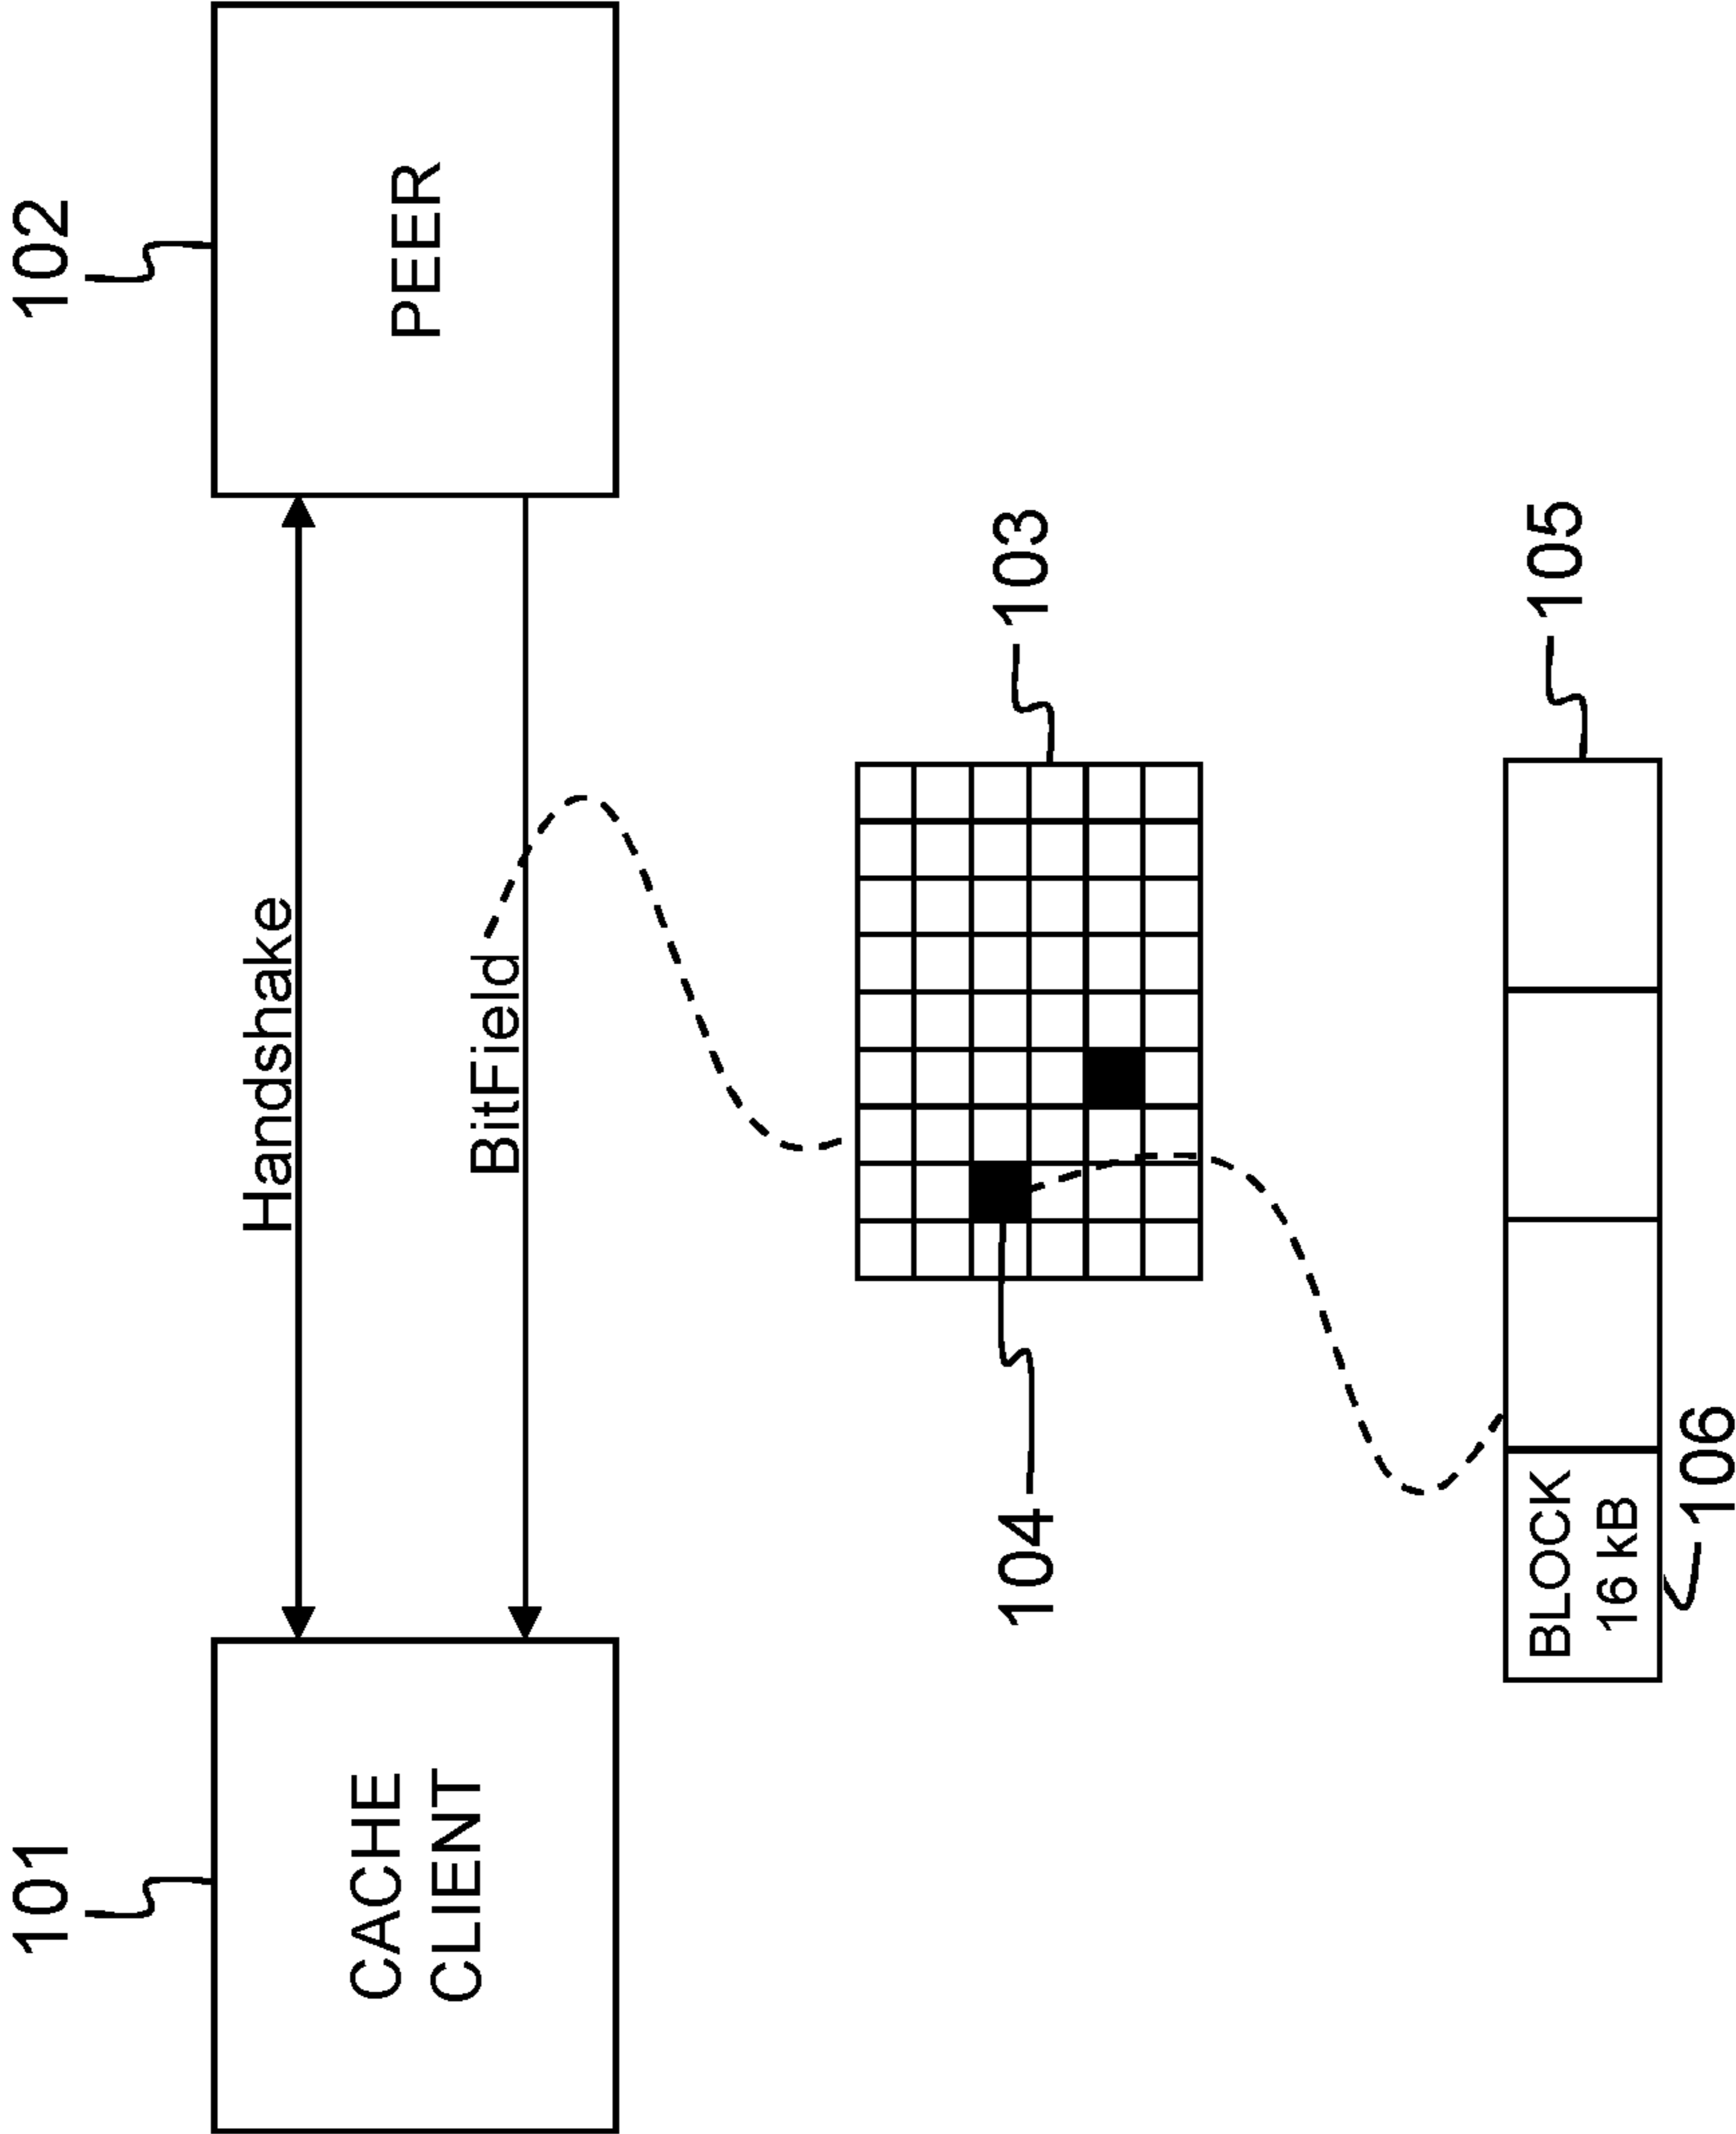 101
102
CACHE
CLIENT
Handshake
PEER
BitField
103
104
105
BLOCK
16 kB
106